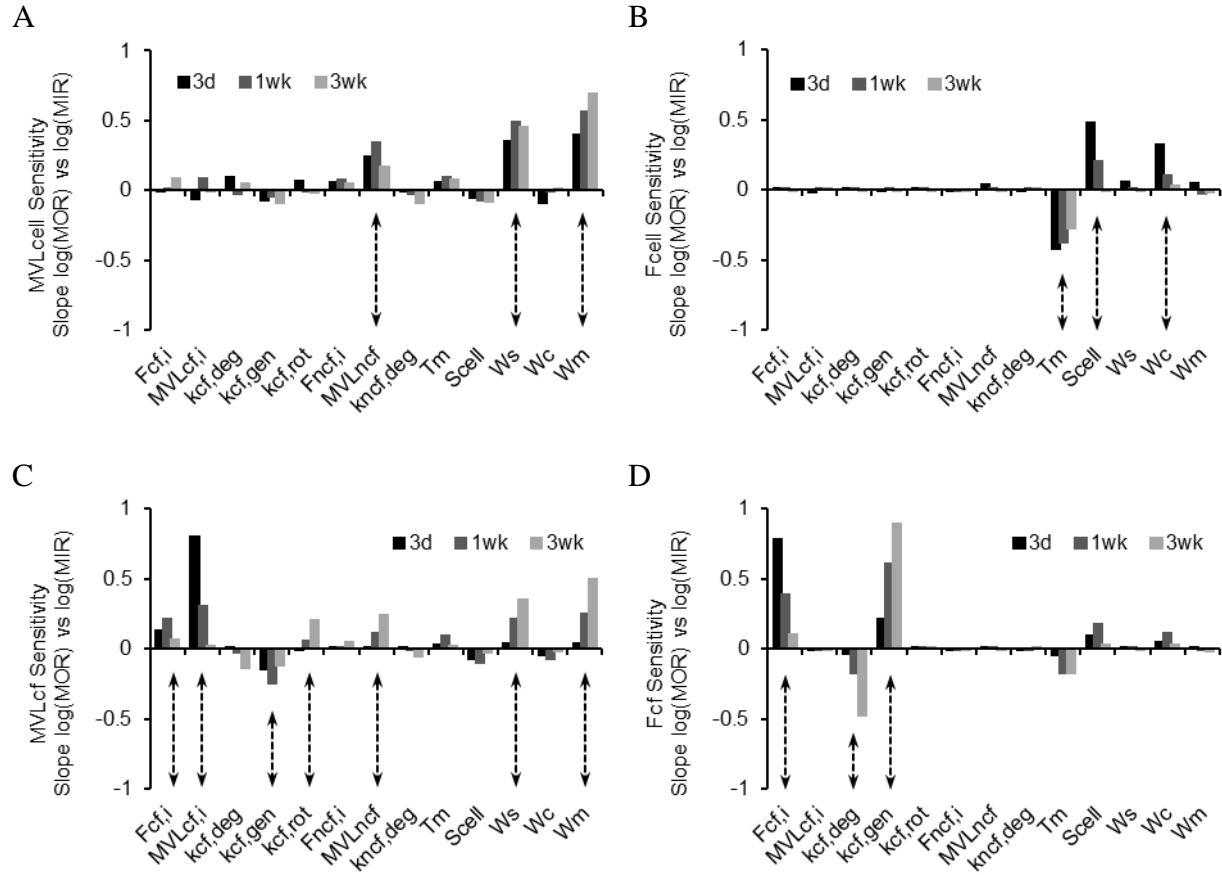 A
MVLcell Sensitivity
Slope log(MOR) vs log(MIR)
1
0.5
0
-0.5
-1
3d 1wk 3wk
Fcf,i
MVLcf,i
kcf,deg
kcf,gen
kcf,rot
Fncf,i
MVLncf
kncf,deg
Tm
Scell
Ws
Wc
Wm
B
Fcell Sensitivity
Slope log(MOR) vs log(MIR)
1
0.5
0
-0.5
-1
3d 1wk 3wk
Fcf,i
MVLcf,i
kcf,deg
kcf,gen
kcf,rot
Fncf,i
MVLncf
kncf,deg
Tm
Scell
Ws
Wc
Wm
C
MVLcf Sensitivity
Slope log(MOR) vs log(MIR)
1
0.5
0
-0.5
-1
3d 1wk 3wk
Fcf,i
MVLcf,i
kcf,deg
kcf,gen
kcf,rot
Fncf,i
MVLncf
kncf,deg
Tm
Scell
Ws
Wc
Wm
D
Fcf Sensitivity
Slope log(MOR) vs log(MIR)
1
0.5
0
-0.5
-1
3d 1wk 3wk
Fcf,i
MVLcf,i
kcf,deg
kcf,gen
kcf,rot
Fncf,i
MVLncf
kncf,deg
Tm
Scell
Ws
Wc
Wm